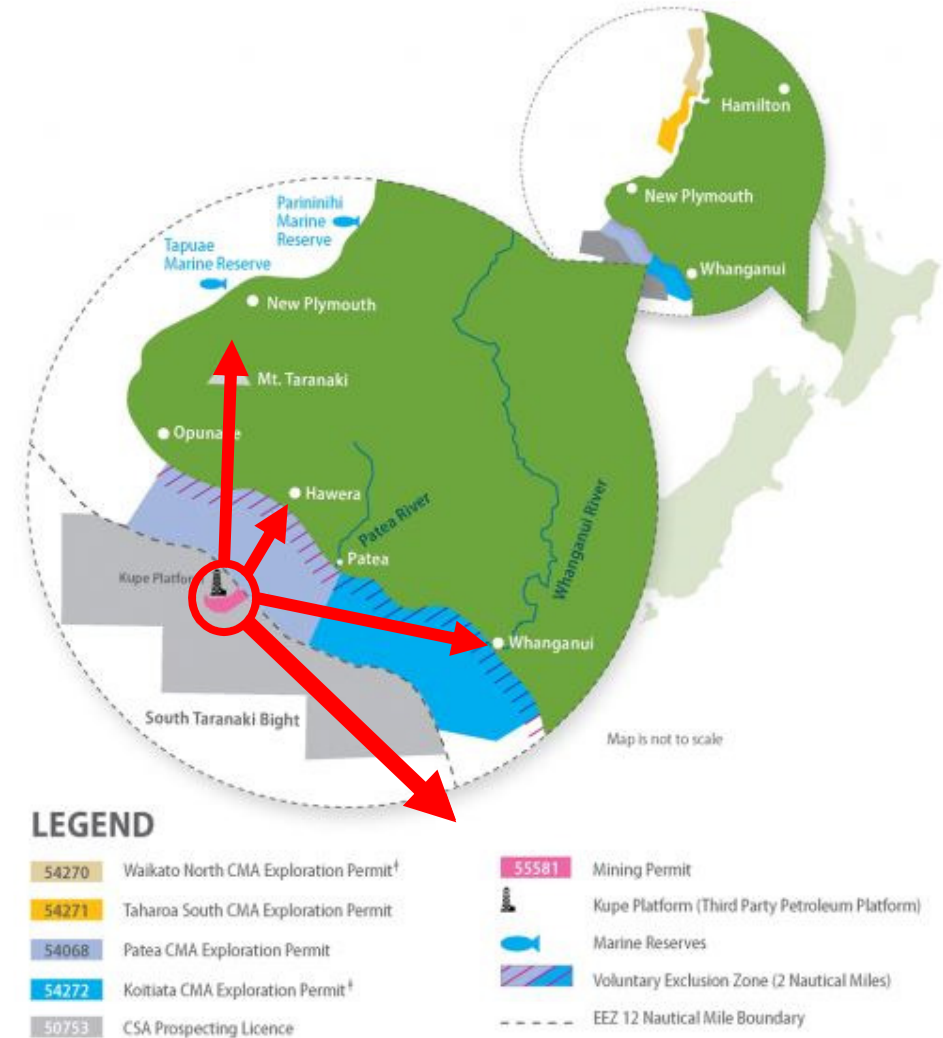 Hamilton
New Plymouth
Whanganui
Parininihi
Marine
Reserve
Tapuae
Marine Reserve
New Plymouth
Mt. Taranaki
Opunake
Hawera
Patea River
Whanganui River
Patea
Kupe Platform
Whanganui
South Taranaki Bight
Map is not to scale
LEGEND
54270 Waikato North CMA Exploration Permit†
54271 Taharoa South CMA Exploration Permit
54068 Patea CMA Exploration Permit
54272 Koitiata CMA Exploration Permit‡
50753 CSA Prospecting Licence
55581 Mining Permit
Kupe Platform (Third Party Petroleum Platform)
Marine Reserves
Voluntary Exclusion Zone (2 Nautical Miles)
EEZ 12 Nautical Mile Boundary